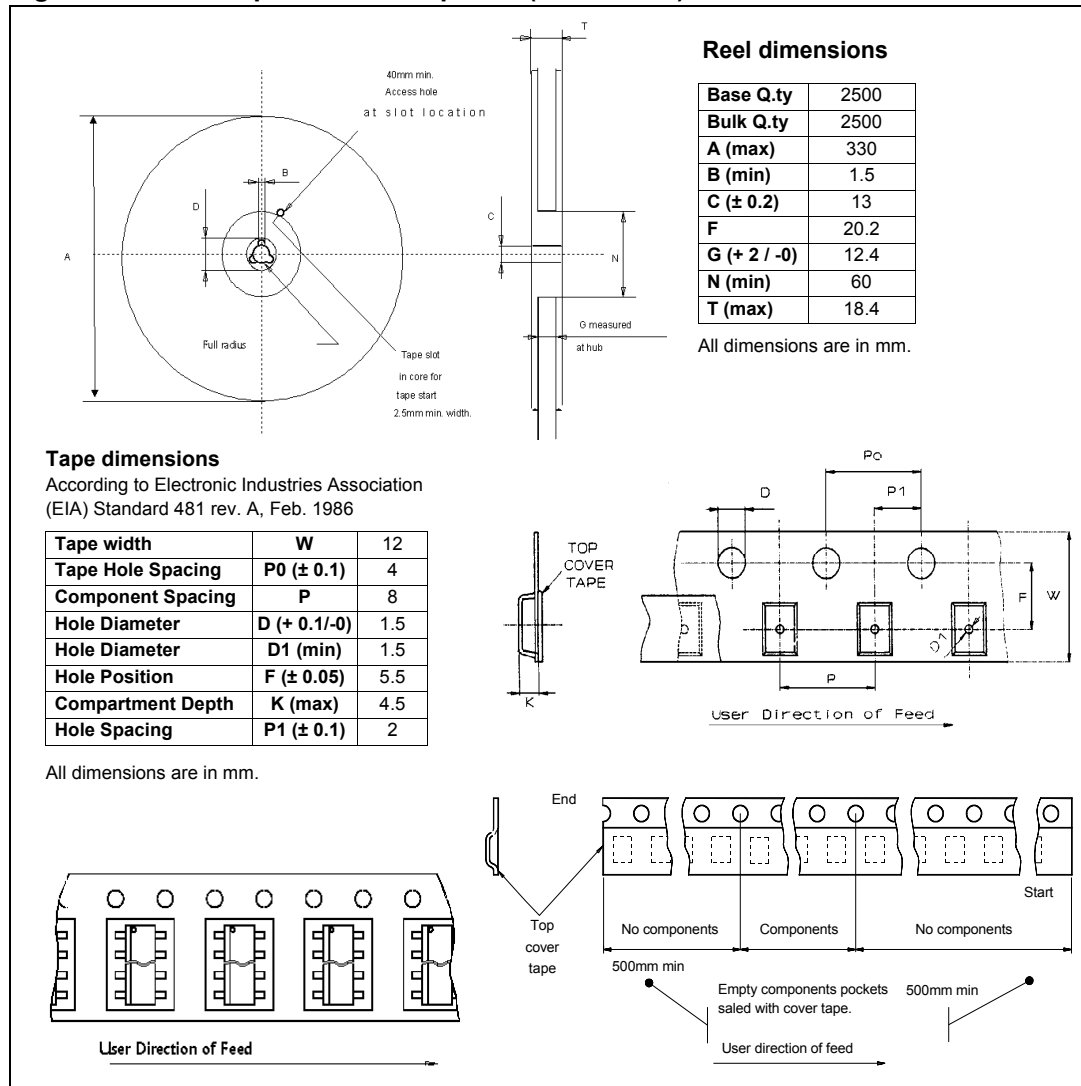 T
Reel dimensions
40mm min.
Access hole
at slot location
Base Q.ty 2500
Bulk Q.ty 2500
A (max) 330
B (min) 1.5
C (± 0.2) 13
F 20.2
G (+ 2 / -0) 12.4
N (min) 60
T (max) 18.4
All dimensions are in mm.
B
D
C
A
N
Full radius
Tape slot
in core for
tape start
2.5mm min. width.
G measured
at hub
Tape dimensions
According to Electronic Industries Association
(EIA) Standard 481 rev. A, Feb. 1986
Tape width W 12
Tape Hole Spacing P0 (± 0.1) 4
Component Spacing P 8
Hole Diameter D (+ 0.1/-0) 1.5
Hole Diameter D1 (min) 1.5
Hole Position F (± 0.05) 5.5
Compartment Depth K (max) 4.5
Hole Spacing P1 (± 0.1) 2
All dimensions are in mm.
Po
D
P1
TOP
COVER
TAPE
F
W
D1
P
K
User Direction of Feed
End
Start
Top
cover
tape
No components
Components
No components
500mm min
Empty components pockets
saled with cover tape.
500mm min
User direction of feed
User Direction of Feed